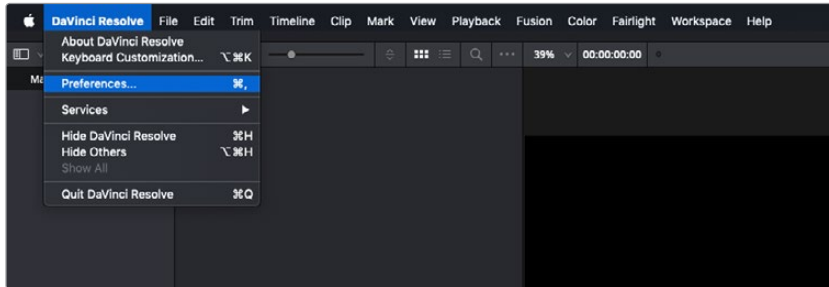 DaVinci Resolve File Edit Trim Timeline Clip Mark View Playback Fusion Color Fairlight Workspace Help
39% 00:00:00:00
About DaVinci Resolve
Keyboard Customization... ⌥⌘K
Preferences... ⌘,
Services ▶
Hide DaVinci Resolve ⌘H
Hide Others ⌥⌘H
Show All
Quit DaVinci Resolve ⌘Q